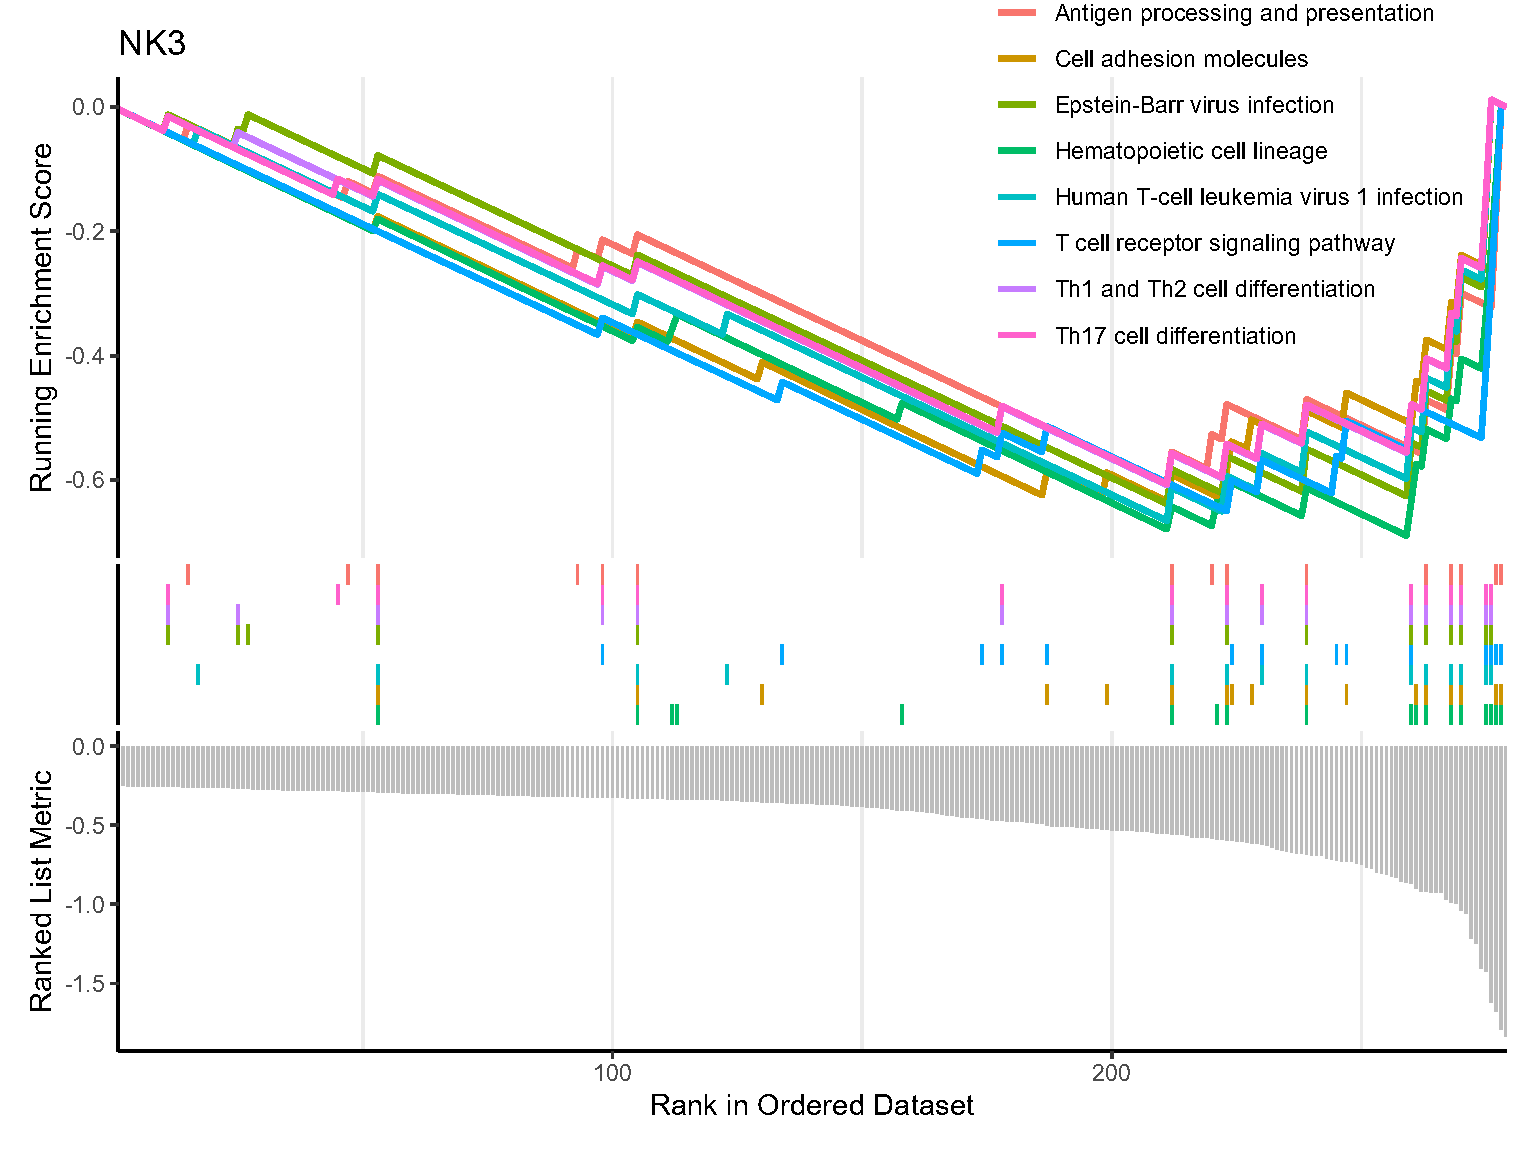 NK3
Antigen processing and presentation
Cell adhesion molecules
Epstein-Barr virus infection
Hematopoietic cell lineage
Human T-cell leukemia virus 1 infection
T cell receptor signaling pathway
Th1 and Th2 cell differentiation
Th17 cell differentiation
Running Enrichment Score
0.0
-0.2
-0.4
-0.6
Ranked List Metric
0.0
-0.5
-1.0
-1.5
100
200
Rank in Ordered Dataset